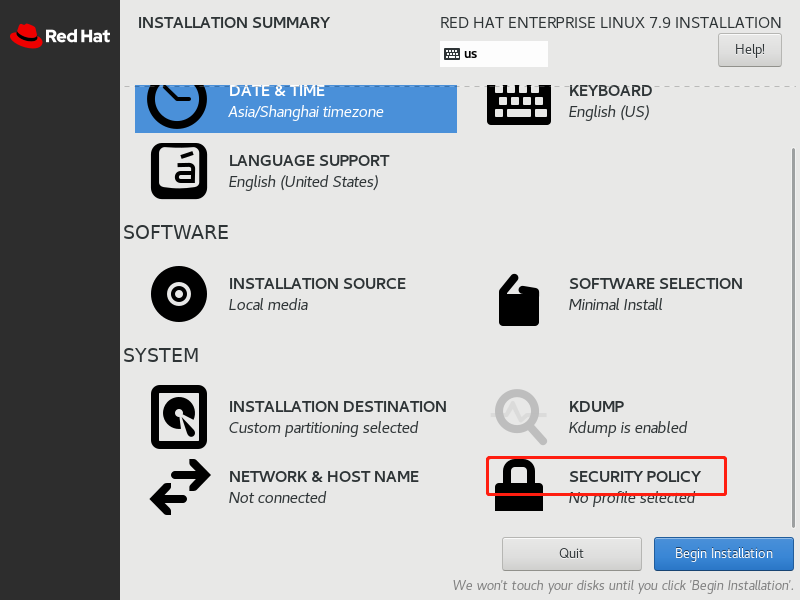 Red Hat
INSTALLATION SUMMARY
RED HAT ENTERPRISE LINUX 7.9 INSTALLATION
us
Help!
DATE & TIME
Asia/Shanghai timezone
KEYBOARD
English (US)
LANGUAGE SUPPORT
English (United States)
SOFTWARE
INSTALLATION SOURCE
Local media
SOFTWARE SELECTION
Minimal Install
SYSTEM
INSTALLATION DESTINATION
Custom partitioning selected
KDUMP
Kdump is enabled
NETWORK & HOST NAME
Not connected
SECURITY POLICY
No profile selected
Quit
Begin Installation
We won't touch your disks until you click 'Begin Installation'.